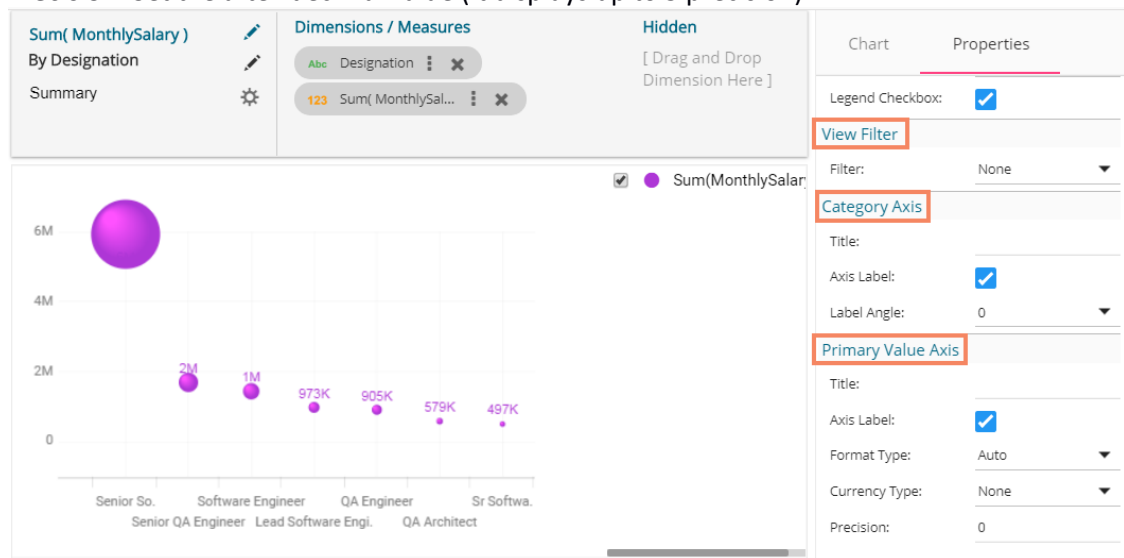 Sum( MonthlySalary )
By Designation
Summary
Dimensions / Measures
Abc Designation
123 Sum( MonthlySal...
Hidden
[ Drag and Drop
Dimension Here ]
Chart Properties
Legend Checkbox:
View Filter
Filter: None
Category Axis
Title:
Axis Label:
Label Angle: 0
Primary Value Axis
Title:
Axis Label:
Format Type: Auto
Currency Type: None
Precision: 0
Sum(MonthlySalary
6M
4M
2M
0
2M
1M
973K
905K
579K
497K
Senior So. Software Engineer QA Engineer Sr Softwa.
Senior QA Engineer Lead Software Engi. QA Architect